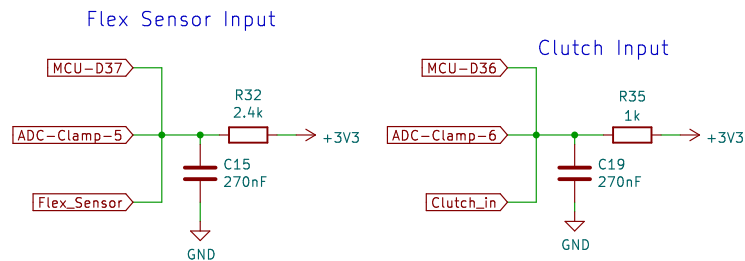 Flex Sensor Input
MCU-D37
ADC-Clamp-5
Flex_Sensor
R32
2.4k
+3V3
C15
270nF
GND
Clutch Input
MCU-D36
ADC-Clamp-6
Clutch_in
R35
1k
+3V3
C19
270nF
GND